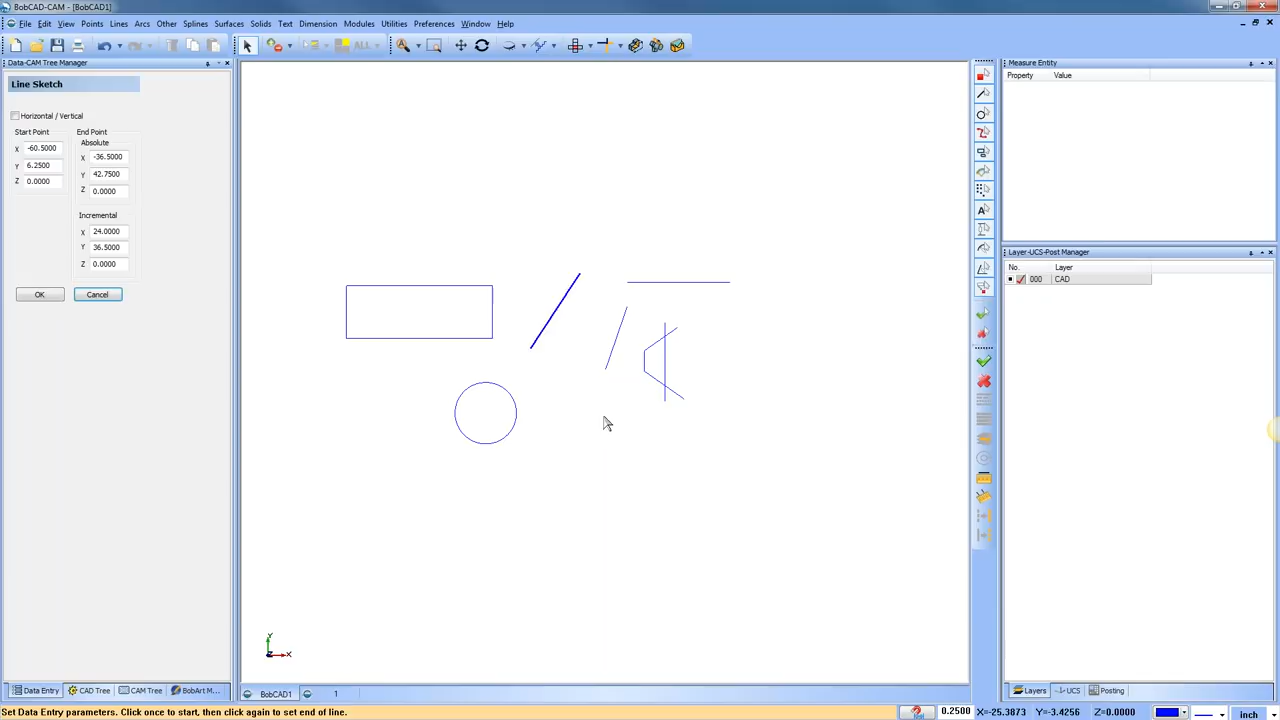 BobCAD-CAM - [BobCAD1]
File Edit View Points Lines Arcs Other Splines Surfaces Solids Text Dimension Modules Utilities Preferences Window Help
ALL
Data-CAM Tree Manager
Line Sketch
Horizontal / Vertical
Start Point End Point
Absolute
X -60.5000 X -36.5000
Y 6.2500 Y 42.7500
Z 0.0000 Z 0.0000
Incremental
X 24.0000
Y 36.5000
Z 0.0000
OK Cancel
Measure Entity
Property Value
Layer-UCS-Post Manager
No. Layer
000 CAD
Y
Z X
Data Entry CAD Tree CAM Tree BobArt M...
BobCAD1 1
Layers UCS Posting
Set Data Entry parameters. Click once to start, then click again to set end of line.
0.2500 X=-25.3873 Y=-3.4256 Z=0.0000 inch